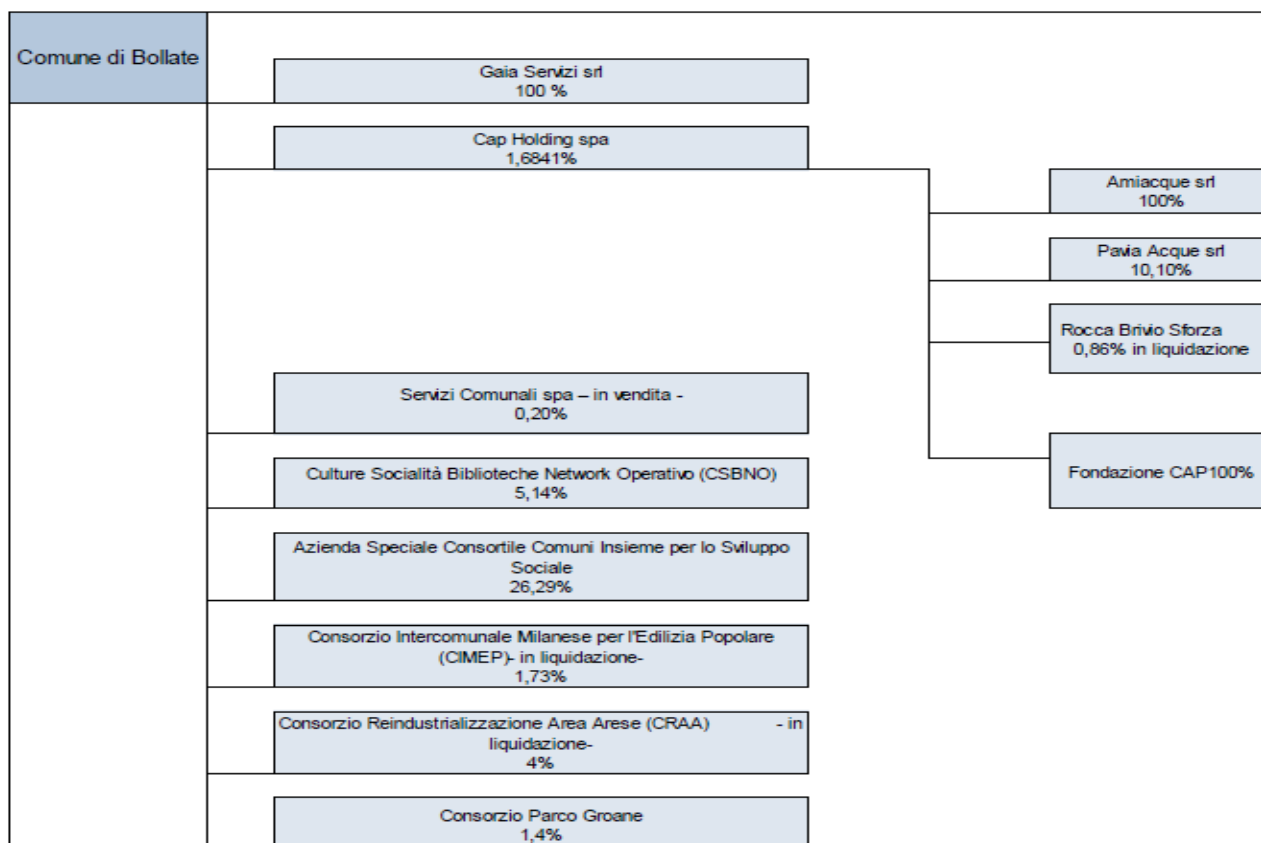 Comune di Bollate
Gaia Servizi srl
100 %
Cap Holding spa
1,6841%
Amiacque srl
100%
Pavia Acque srl
10,10%
Rocca Brivio Sforza
0,86% in liquidazione
Servizi Comunali spa – in vendita -
0,20%
Fondazione CAP100%
Culture Socialità Biblioteche Network Operativo (CSBNO)
5,14%
Azienda Speciale Consortile Comuni Insieme per lo Sviluppo
Sociale
26,29%
Consorzio Intercomunale Milanese per l'Edilizia Popolare
(CIMEP)- in liquidazione-
1,73%
Consorzio Reindustrializzazione Area Arese (CRAA) - in
liquidazione-
4%
Consorzio Parco Groane
1,4%